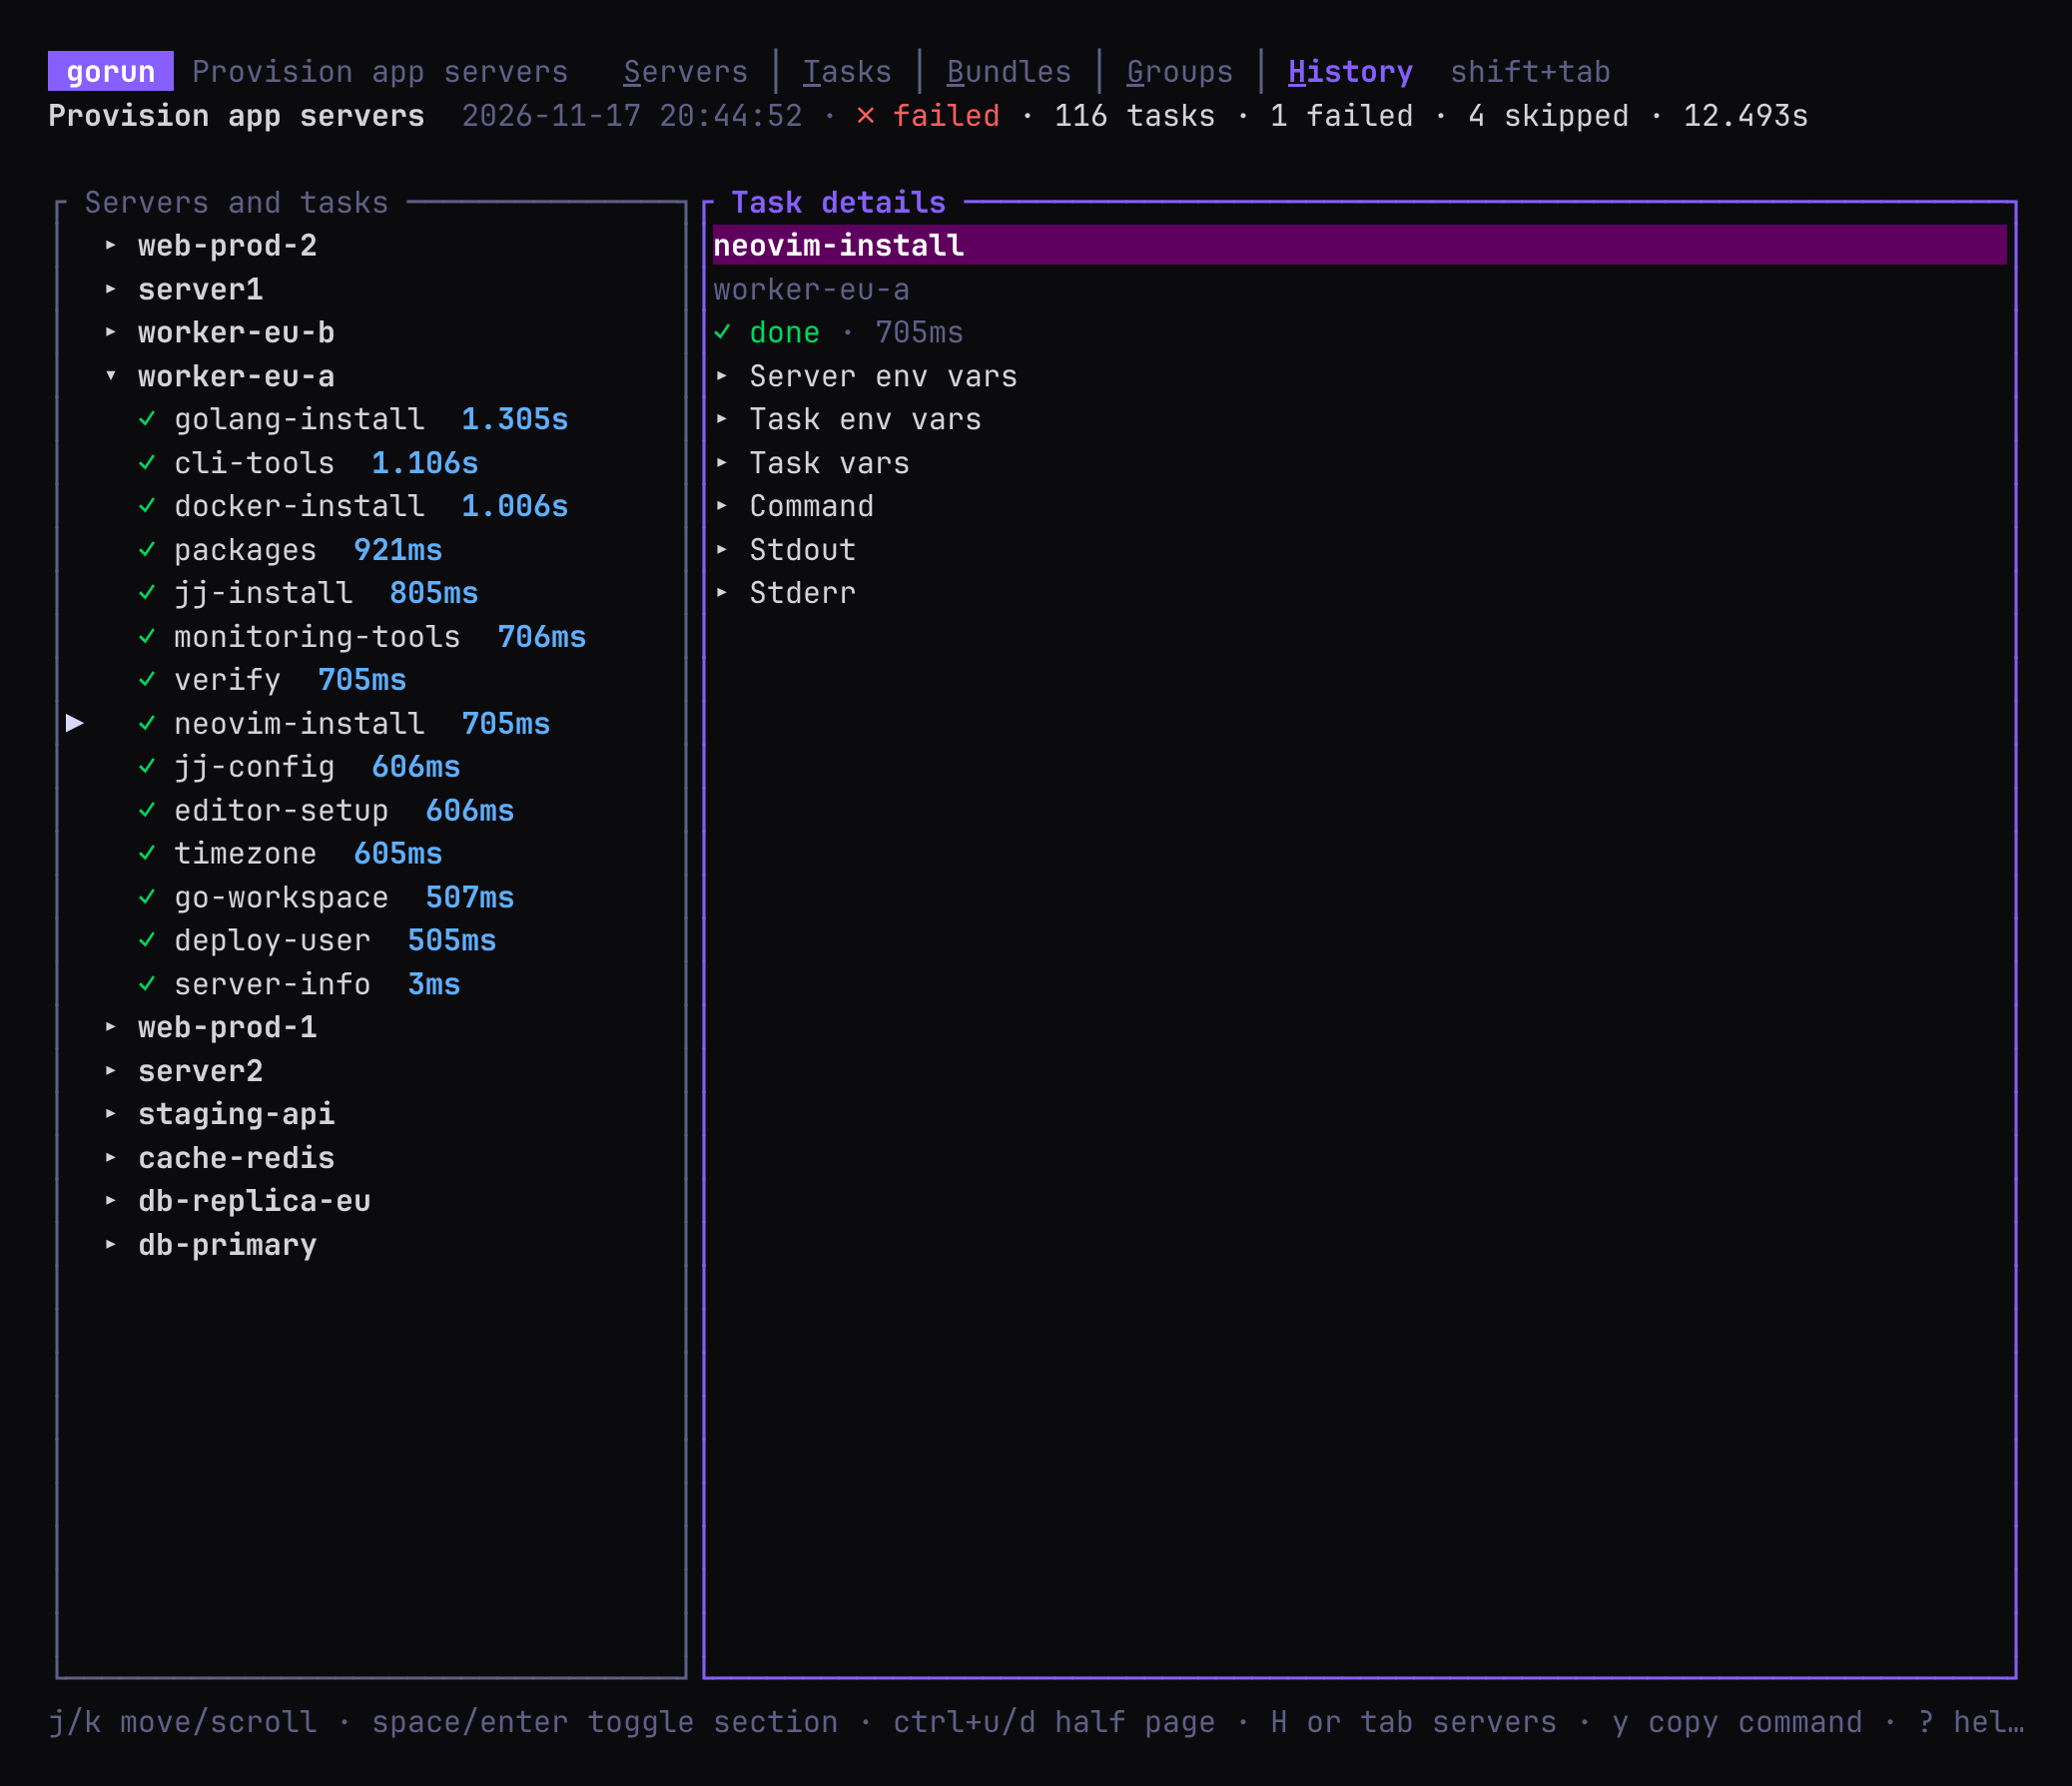 gorun Provision app servers Servers │ Tasks │ Bundles │ Groups │ History shift+tab
Provision app servers 2026-11-17 20:44:52 · ✕ failed · 116 tasks · 1 failed · 4 skipped · 12.493s
Servers and tasks
▸ web-prod-2
▸ server1
▸ worker-eu-b
▾ worker-eu-a
✓ golang-install 1.305s
✓ cli-tools 1.106s
✓ docker-install 1.006s
✓ packages 921ms
✓ jj-install 805ms
✓ monitoring-tools 706ms
✓ verify 705ms
▶ ✓ neovim-install 705ms
✓ jj-config 606ms
✓ editor-setup 606ms
✓ timezone 605ms
✓ go-workspace 507ms
✓ deploy-user 505ms
✓ server-info 3ms
▸ web-prod-1
▸ server2
▸ staging-api
▸ cache-redis
▸ db-replica-eu
▸ db-primary
Task details
neovim-install
worker-eu-a
✓ done · 705ms
▸ Server env vars
▸ Task env vars
▸ Task vars
▸ Command
▸ Stdout
▸ Stderr
j/k move/scroll · space/enter toggle section · ctrl+u/d half page · H or tab servers · y copy command · ? hel…